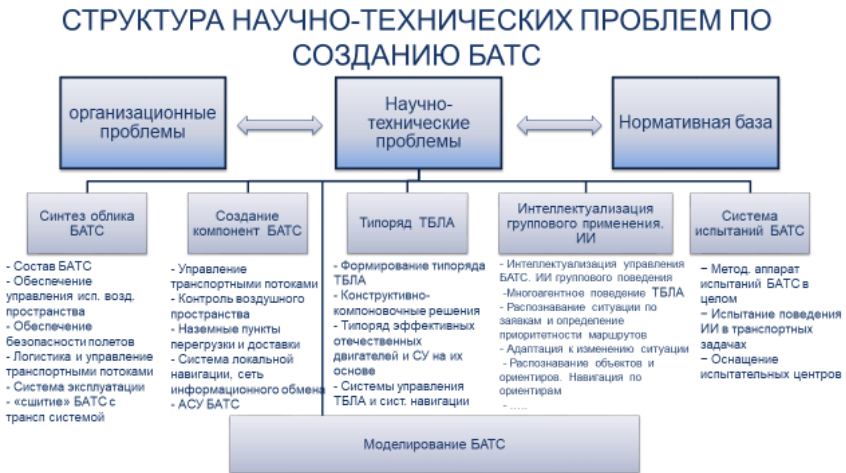 СТРУКТУРА НАУЧНО-ТЕХНИЧЕСКИХ ПРОБЛЕМ ПО
СОЗДАНИЮ БАТС
организационные
проблемы
Научно-
технические
проблемы
Нормативная база
Синтез облика
БАТС
- Состав БАТС
- Обеспечение
управления исп. возд.
пространства
- Обеспечение
безопасности полетов
- Логистика и управление
транспортными потоками
- Система эксплуатации
- «сшитие» БАТС с
трансп системой
Создание
компонент БАТС
- Управление
транспортными потоками
- Контроль воздушного
пространства
- Наземные пункты
перегрузки и доставки
- Система локальной
навигации, сеть
информационного обмена
- АСУ БАТС
Типоряд ТБЛА
- Формирование типоряда
ТБЛА
- Конструктивно-
компоновочные решения
- Типоряд эффективных
отечественных
двигателей и СУ на их
основе
- Системы управления
ТБЛА и сист. навигации
Интеллектуализация
группового применения.
ИИ
- Интеллектуализация управления
БАТС. ИИ группового поведения
-Многоагентное поведение ТБЛА
- Распознавание ситуации по
заявкам и определение
приоритетности маршрутов
- Адаптация к изменению ситуации
- Распознавание объектов и
ориентиров. Навигация по
ориентирам
- .....
Система
испытаний БАТС
− Метод. аппарат
испытаний БАТС в
целом
− Испытание поведения
ИИ в транспортных
задачах
− Оснащение
испытательных центров
Моделирование БАТС